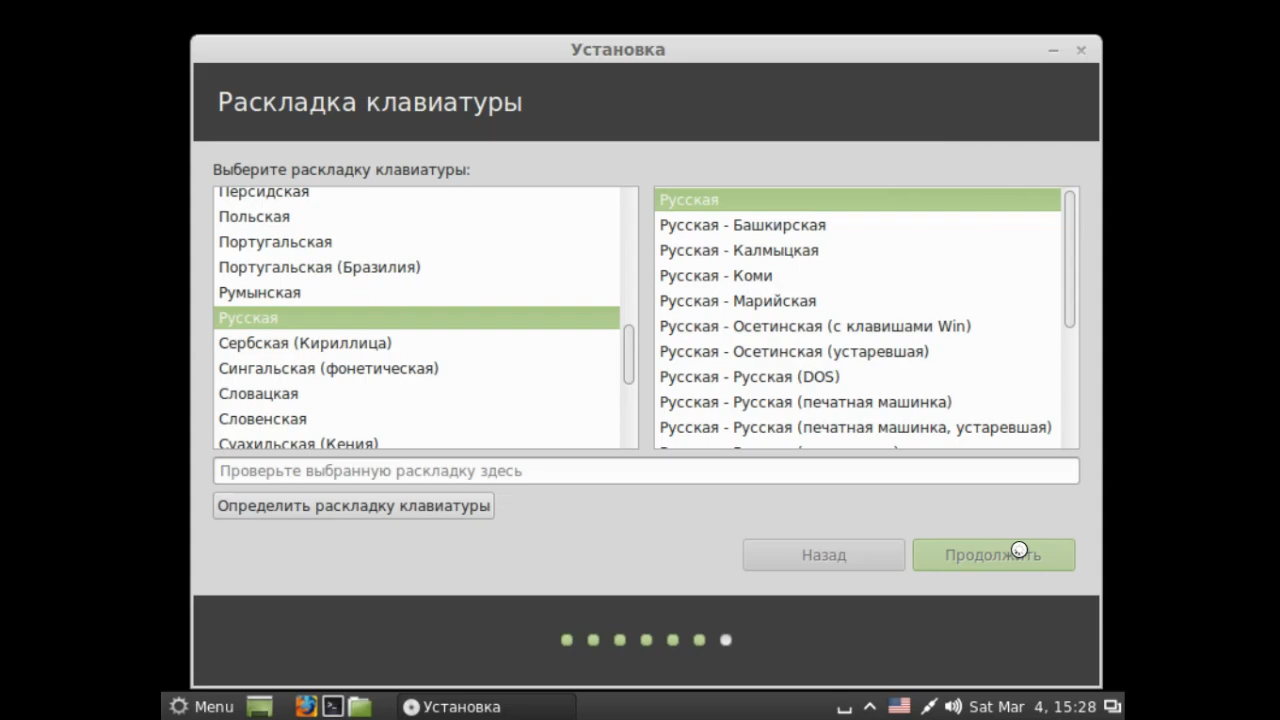 Установка
Раскладка клавиатуры
Выберите раскладку клавиатуры:
Персидская
Польская
Португальская
Португальская (Бразилия)
Румынская
Русская
Сербская (Кириллица)
Сингальская (фонетическая)
Словацкая
Словенская
Суахильская (Кения)
Русская
Русская - Башкирская
Русская - Калмыцкая
Русская - Коми
Русская - Марийская
Русская - Осетинская (с клавишами Win)
Русская - Осетинская (устаревшая)
Русская - Русская (DOS)
Русская - Русская (печатная машинка)
Русская - Русская (печатная машинка, устаревшая)
Проверьте выбранную раскладку здесь
Определить раскладку клавиатуры
Назад
Продолжить
Menu
Установка
Sat Mar 4, 15:28